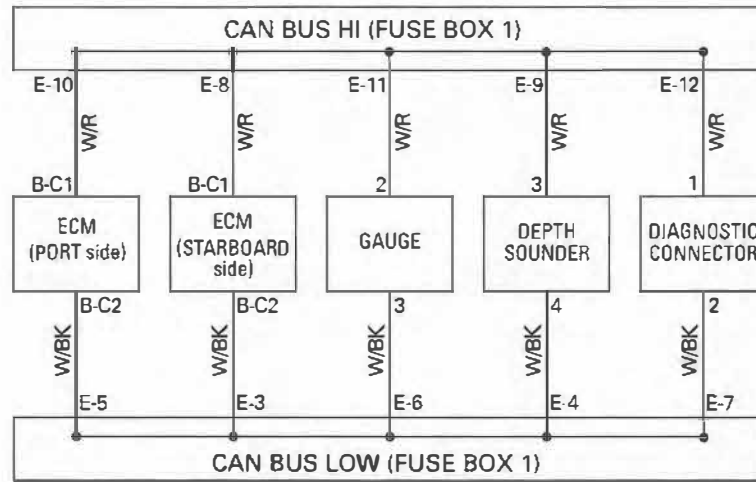 CAN BUS HI (FUSE BOX 1)
E-10 E-8 E-11 E-9 E-12
W/R W/R W/R W/R W/R
B-C1 B-C1 2 3 1
ECM
(PORT side)
ECM
(STARBOARD
side)
GAUGE
DEPTH
SOUNDER
DIAGNOSTIC
CONNECTOR
B-C2 B-C2 3 4 2
W/BK W/BK W/BK W/BK W/BK
E-5 E-3 E-6 E-4 E-7
CAN BUS LOW (FUSE BOX 1)